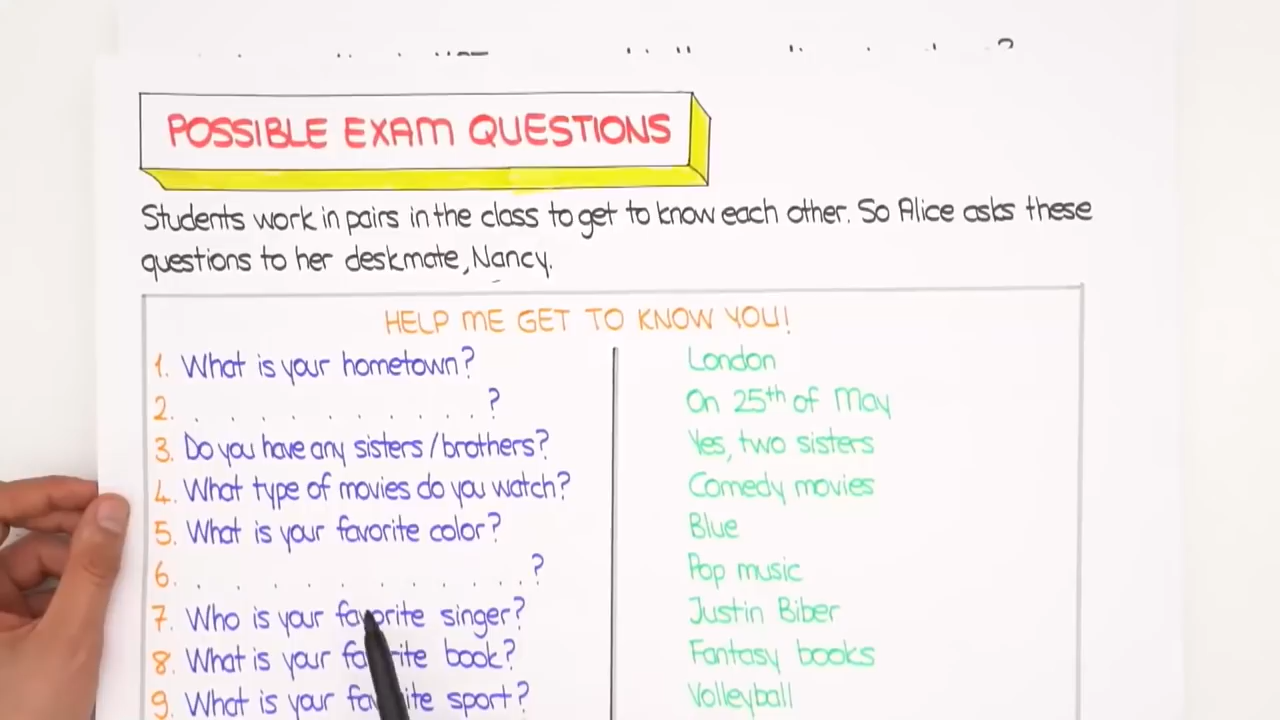 POSSIBLE EXAM QUESTIONS
Students work in pairs in the class to get to know each other. So Alice asks these
questions to her deskmate, Nancy.
HELP ME GET TO KNOW YOU!
1. What is your hometown? London
2. . . . . . . . . . . . ? On 25th of May
3. Do you have any sisters/brothers? Yes, two sisters
4. What type of movies do you watch? Comedy movies
5. What is your favorite color? Blue
6. . . . . . . . . . . . . ? Pop music
7. Who is your favorite singer? Justin Biber
8. What is your favorite book? Fantasy books
9. What is your favorite sport? Volleyball